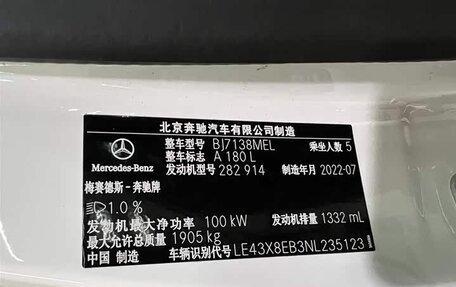 北京奔驰汽车有限公司制造
整车型号 BJ7138MEL 乘坐人数 5
整车标志 A 180 L
发动机型号 282 914 制造年月 2022-07
Mercedes-Benz
梅赛德斯-奔驰牌
1.0 %
发动机最大净功率 100 kW 发动机排量 1332 mL
最大允许总质量 1905 kg
中国 制造 车辆识别代号 LE43X8EB3NL235123